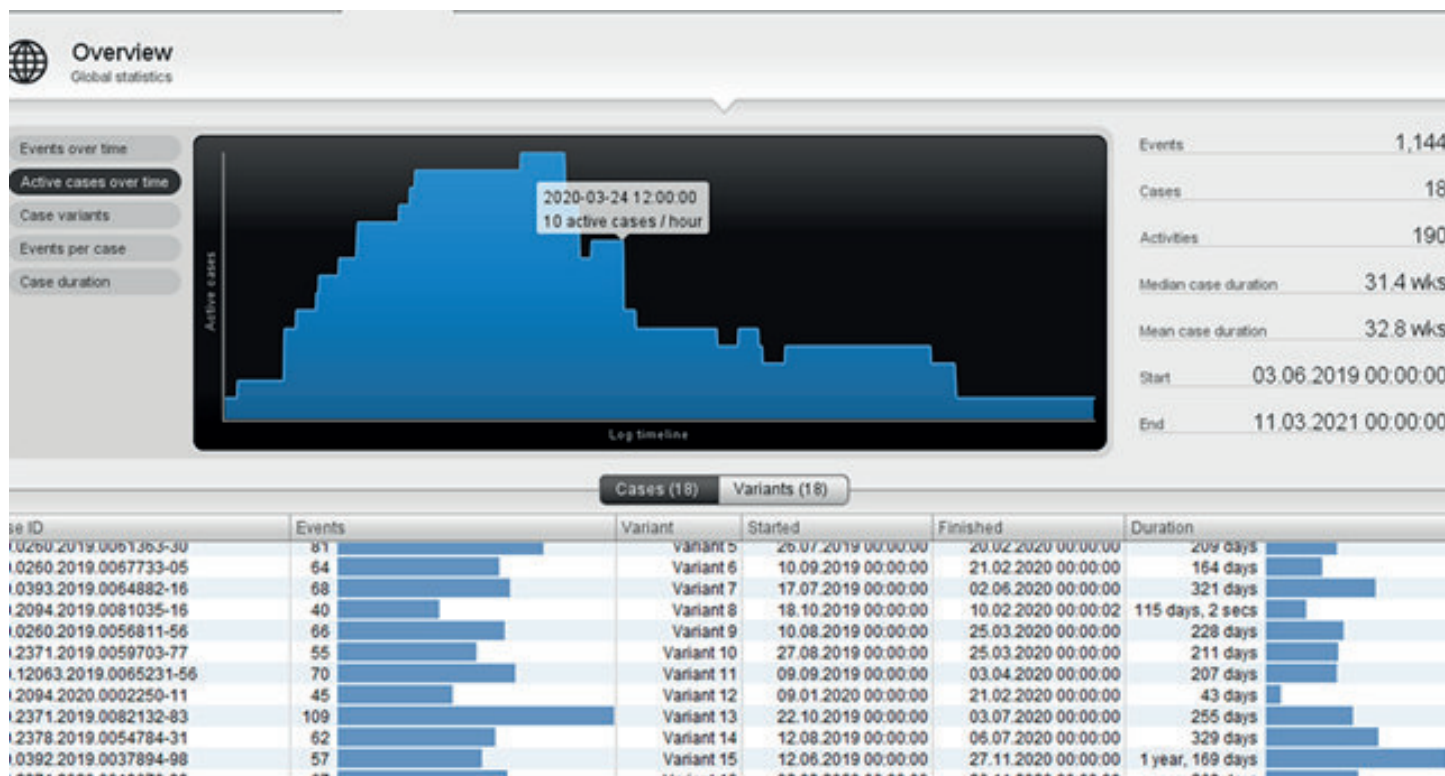 Overview
Global statistics
Events over time
Active cases over time
Case variants
Events per case
Case duration
Active cases
2020-03-24 12:00:00
10 active cases / hour
Log timeline
Events 1,144
Cases 18
Activities 190
Median case duration 31.4 wks
Mean case duration 32.8 wks
Start 03.06.2019 00:00:00
End 11.03.2021 00:00:00
Cases (18) Variants (18)
se ID Events Variant Started Finished Duration
.0260.2019.0061363-30 81 Variant 5 26.07.2019 00:00:00 20.02.2020 00:00:00 209 days
.0260.2019.0067733-05 64 Variant 6 10.09.2019 00:00:00 21.02.2020 00:00:00 164 days
.0393.2019.0064882-16 68 Variant 7 17.07.2019 00:00:00 02.06.2020 00:00:00 321 days
.2094.2019.0081035-16 40 Variant 8 18.10.2019 00:00:00 10.02.2020 00:00:02 115 days, 2 secs
.0260.2019.0056811-56 66 Variant 9 10.08.2019 00:00:00 25.03.2020 00:00:00 228 days
.2371.2019.0059703-77 55 Variant 10 27.08.2019 00:00:00 25.03.2020 00:00:00 211 days
.12063.2019.0065231-56 70 Variant 11 09.09.2019 00:00:00 03.04.2020 00:00:00 207 days
.2094.2020.0002250-11 45 Variant 12 09.01.2020 00:00:00 21.02.2020 00:00:00 43 days
.2371.2019.0082132-83 109 Variant 13 22.10.2019 00:00:00 03.07.2020 00:00:00 255 days
.2378.2019.0054784-31 62 Variant 14 12.08.2019 00:00:00 06.07.2020 00:00:00 329 days
.0392.2019.0037894-98 57 Variant 15 12.06.2019 00:00:00 27.11.2020 00:00:00 1 year, 169 days